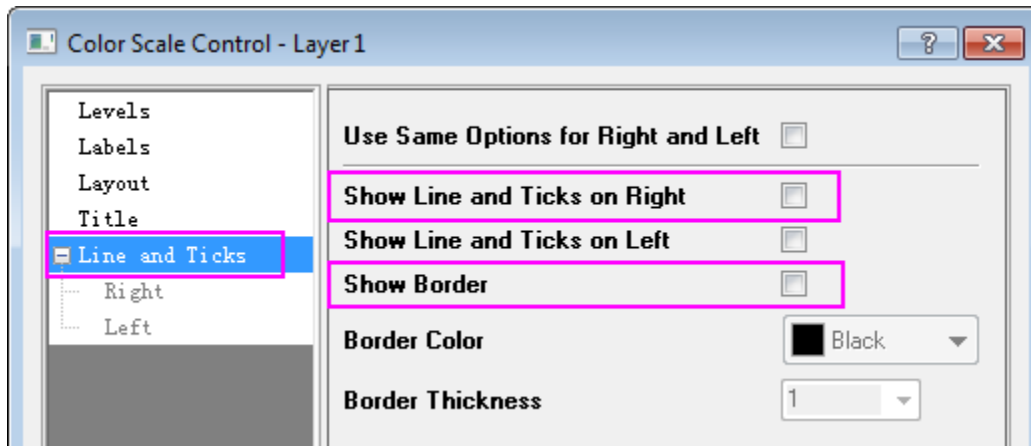 Color Scale Control - Layer 1
Levels
Labels
Layout
Title
Line and Ticks
Right
Left
Use Same Options for Right and Left
Show Line and Ticks on Right
Show Line and Ticks on Left
Show Border
Border Color
Black
Border Thickness
1